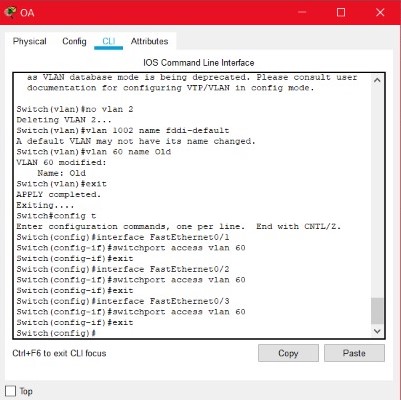 OA
Physical Config CLI Attributes
IOS Command Line Interface
as VLAN database mode is being deprecated. Please consult user
documentation for configuring VTP/VLAN in config mode.
Switch(vlan)#no vlan 2
Deleting VLAN 2...
Switch(vlan)#vlan 1002 name fddi-default
A default VLAN may not have its name changed.
Switch(vlan)#vlan 60 name Old
VLAN 60 modified:
Name: Old
Switch(vlan)#exit
APPLY completed.
Exiting....
Switch#config t
Enter configuration commands, one per line. End with CNTL/Z.
Switch(config)#interface FastEthernet0/1
Switch(config-if)#switchport access vlan 60
Switch(config-if)#exit
Switch(config)#interface FastEthernet0/2
Switch(config-if)#switchport access vlan 60
Switch(config-if)#exit
Switch(config)#interface FastEthernet0/3
Switch(config-if)#switchport access vlan 60
Switch(config-if)#exit
Switch(config)#
Ctrl+F6 to exit CLI focus
Copy Paste
Top